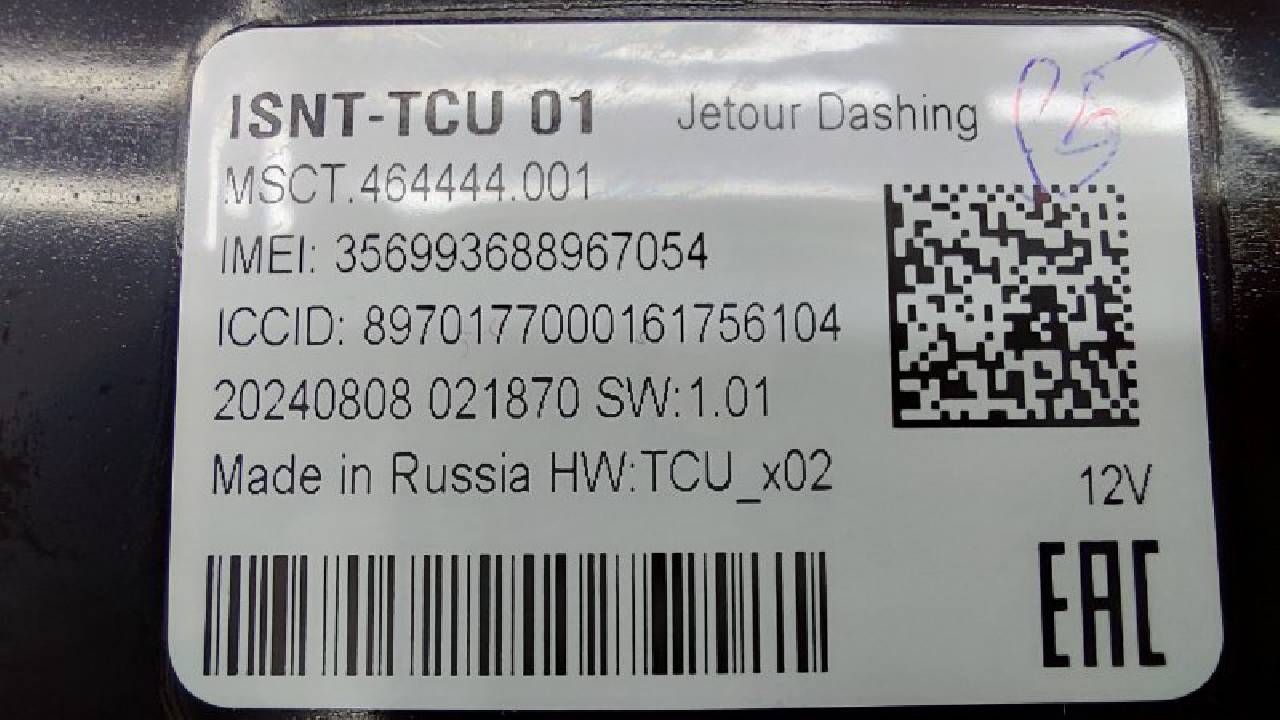 ISNT-TCU 01 Jetour Dashing
MSCT.464444.001
IMEI: 356993688967054
ICCID: 8970177000161756104
20240808 021870 SW:1.01
Made in Russia HW:TCU_x02
12V
EAC